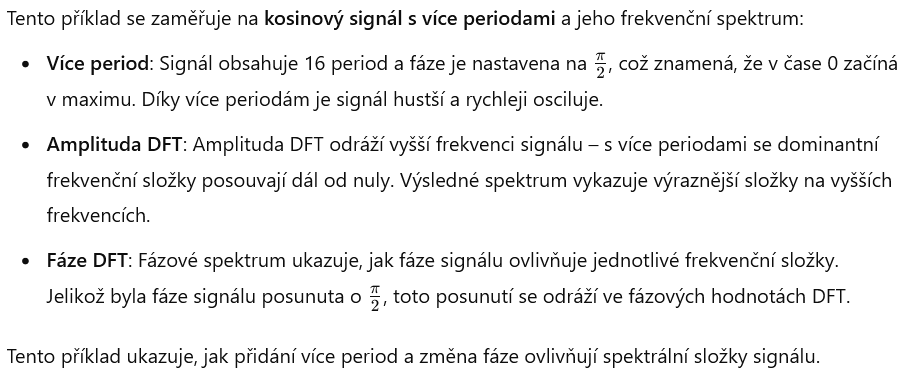 Tento příklad se zaměřuje na kosinový signál s více periodami a jeho frekvenční spektrum:
• Více period: Signál obsahuje 16 period a fáze je nastavena na π/2, což znamená, že v čase 0 začíná
v maximu. Díky více periodám je signál hustší a rychleji osciluje.
• Amplituda DFT: Amplituda DFT odráží vyšší frekvenci signálu – s více periodami se dominantní
frekvenční složky posouvají dál od nuly. Výsledné spektrum vykazuje výraznější složky na vyšších
frekvencích.
• Fáze DFT: Fázové spektrum ukazuje, jak fáze signálu ovlivňuje jednotlivé frekvenční složky.
Jelikož byla fáze signálu posunuta o π/2, toto posunutí se odráží ve fázových hodnotách DFT.
Tento příklad ukazuje, jak přidání více period a změna fáze ovlivňují spektrální složky signálu.